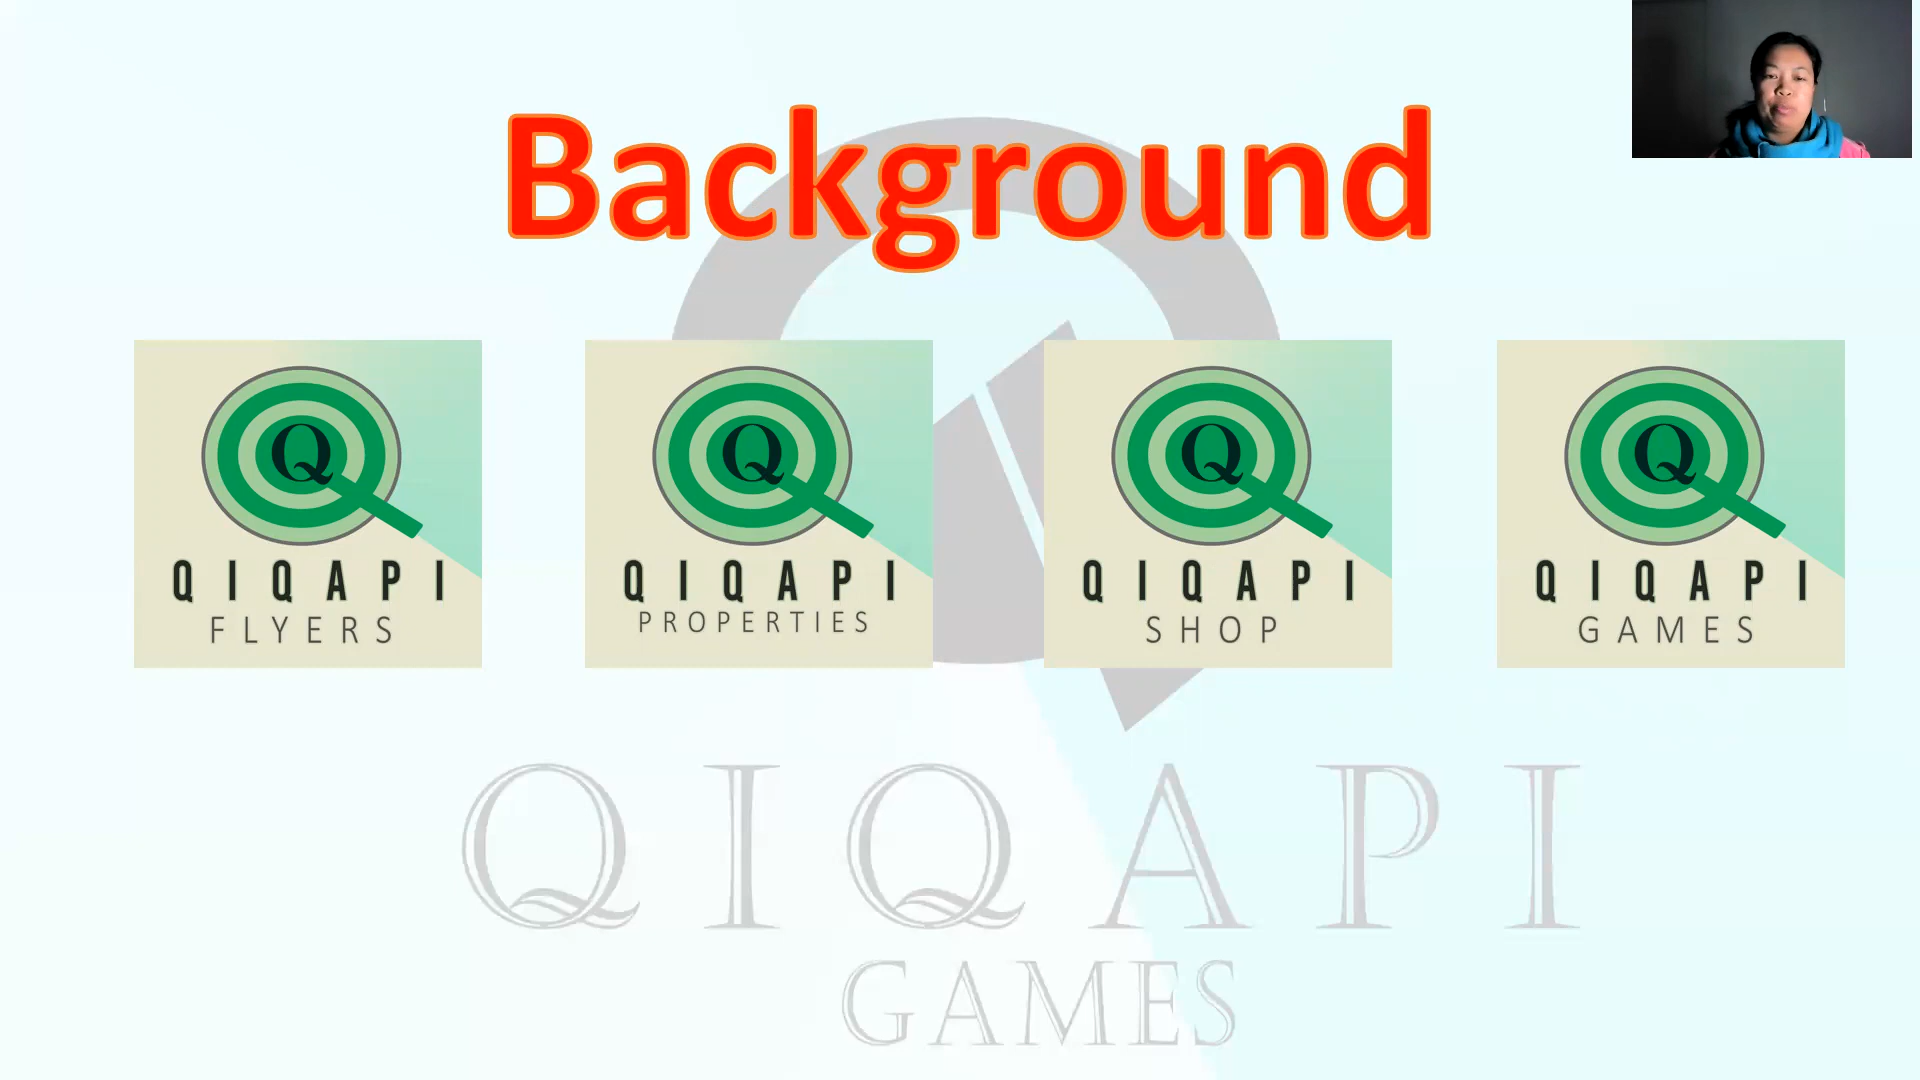 Background
Q
QIQAPI
FLYERS
Q
QIQAPI
PROPERTIES
Q
QIQAPI
SHOP
Q
QIQAPI
GAMES
QIQAPI
GAMES